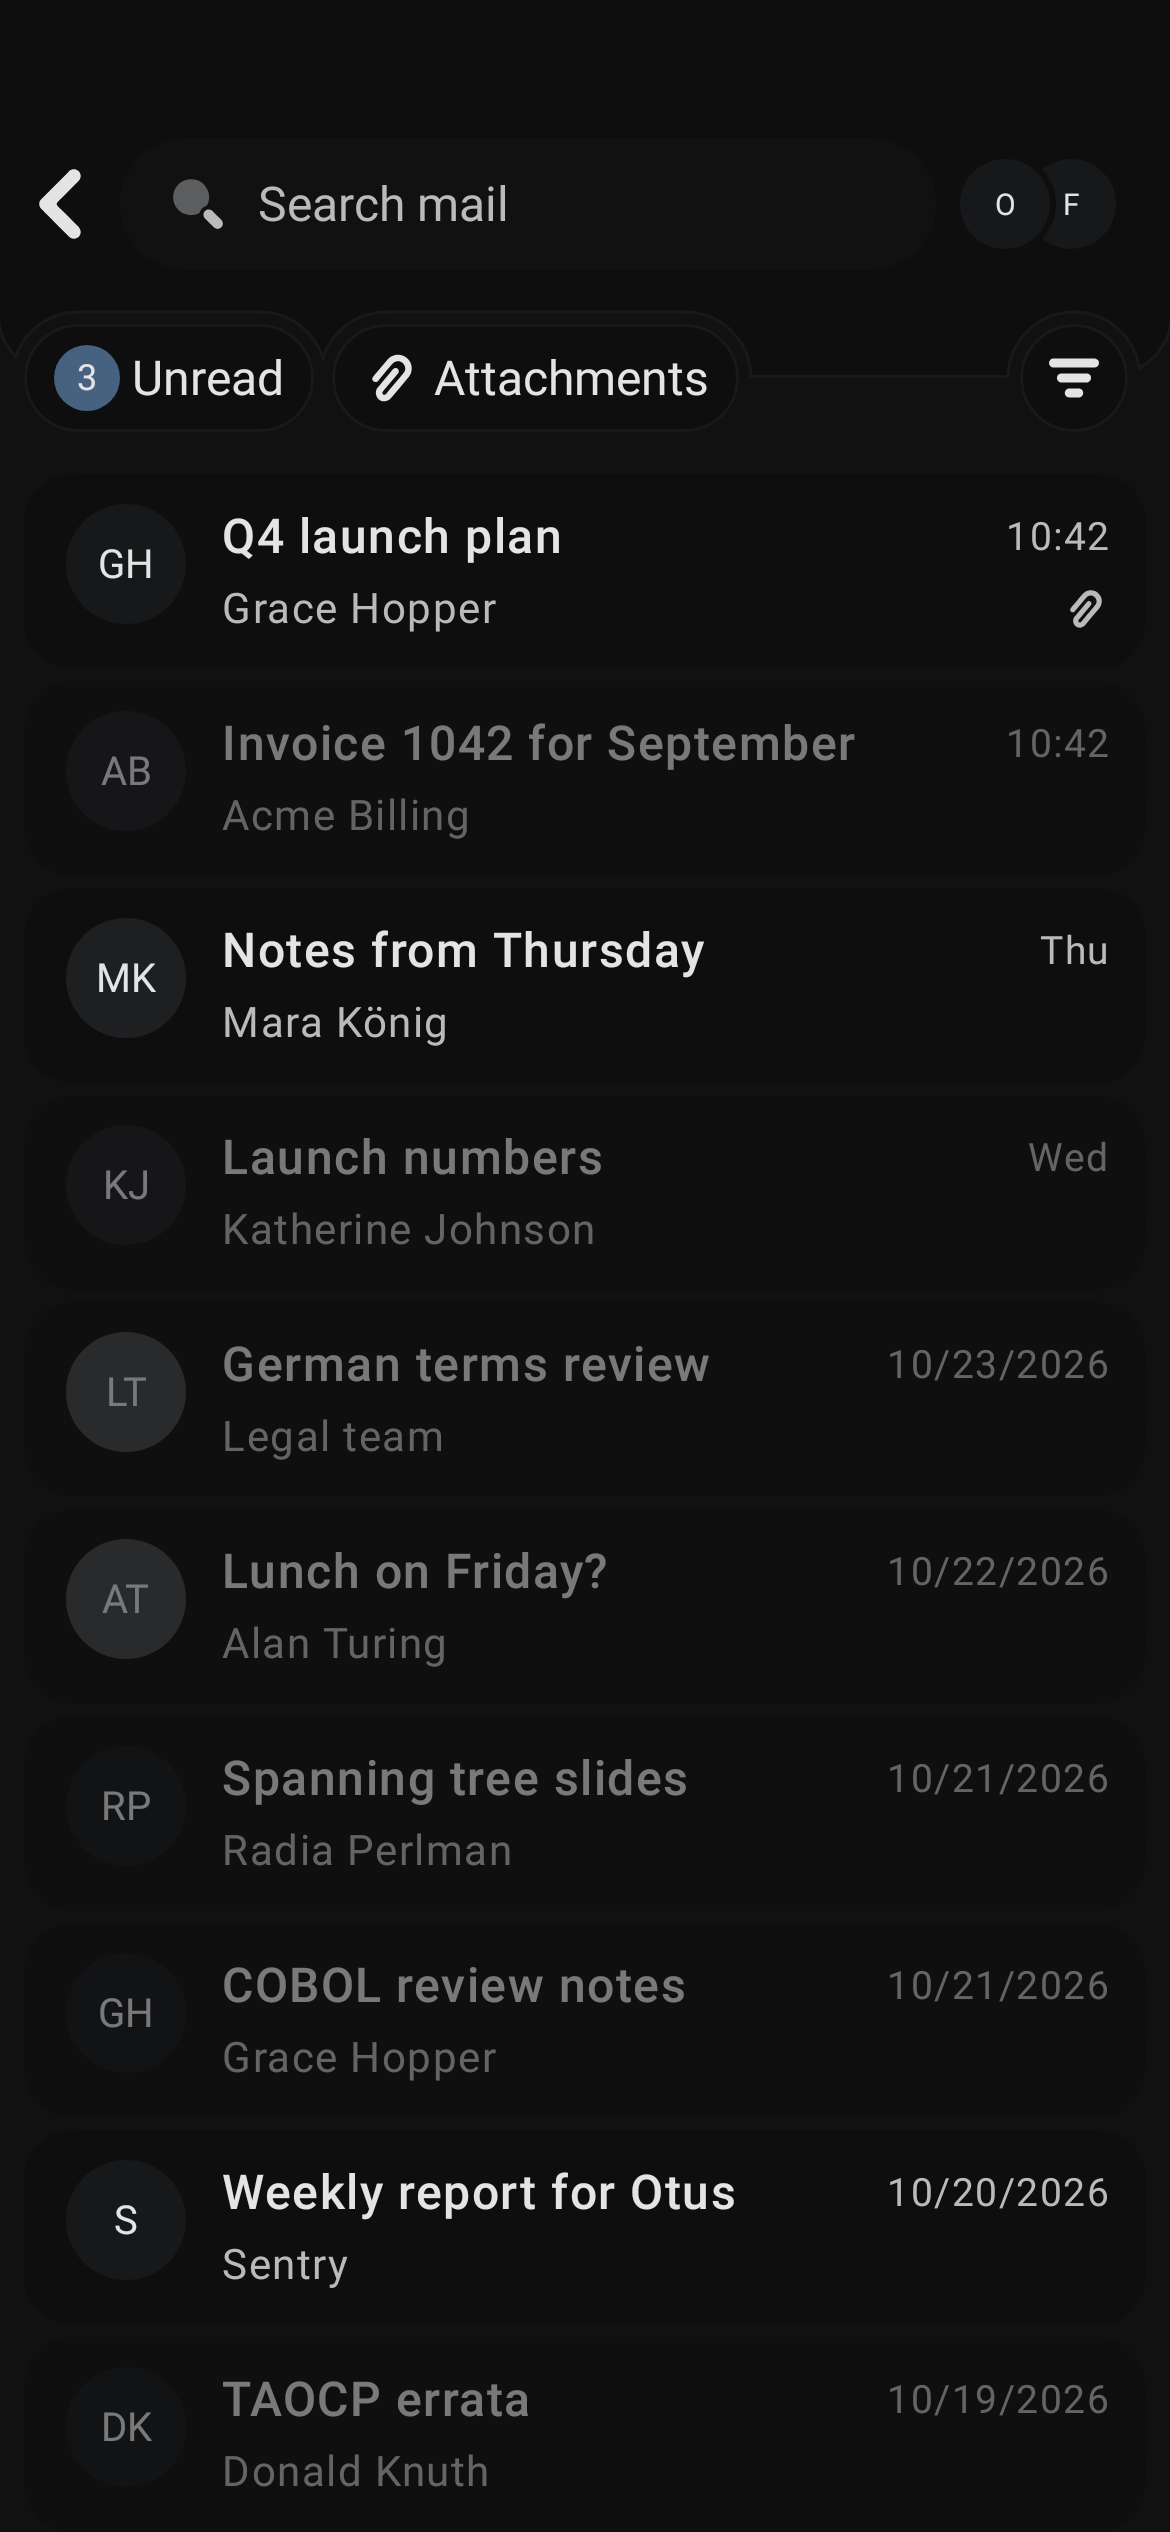 Search mail
O F
3 Unread Attachments
GH Q4 launch plan 10:42
Grace Hopper
AB Invoice 1042 for September 10:42
Acme Billing
MK Notes from Thursday Thu
Mara König
KJ Launch numbers Wed
Katherine Johnson
LT German terms review 10/23/2026
Legal team
AT Lunch on Friday? 10/22/2026
Alan Turing
RP Spanning tree slides 10/21/2026
Radia Perlman
GH COBOL review notes 10/21/2026
Grace Hopper
S Weekly report for Otus 10/20/2026
Sentry
DK TAOCP errata 10/19/2026
Donald Knuth